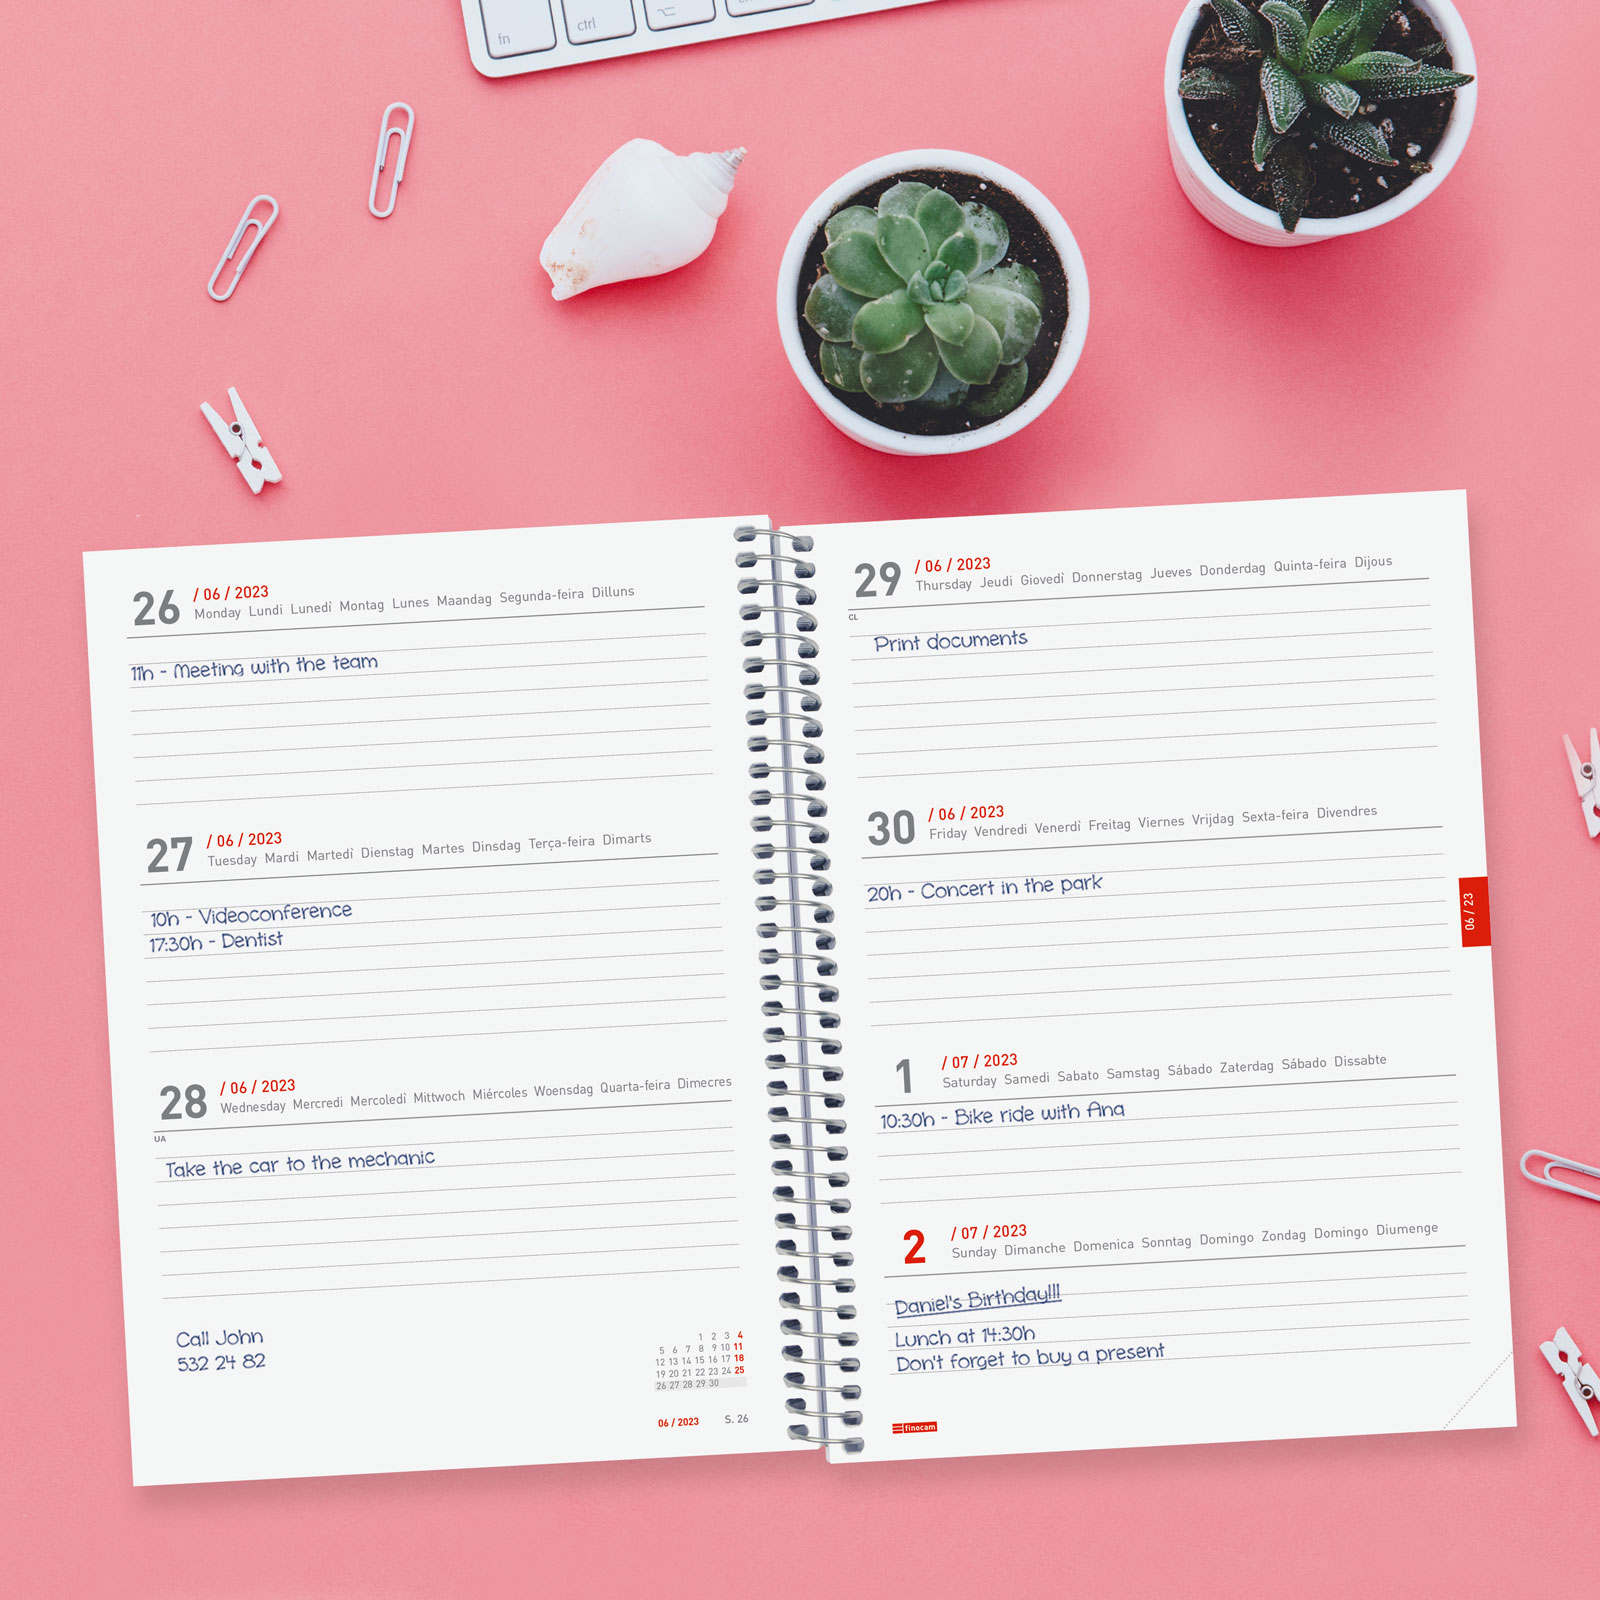 fn
ctrl
26
/ 06 / 2023
Monday Lundi Lunedì Montag Lunes Maandag Segunda-feira Dilluns
11h - Meeting with the team
27
/ 06 / 2023
Tuesday Mardi Martedì Dienstag Martes Dinsdag Terça-feira Dimarts
10h - Videoconference
17:30h - Dentist
28
/ 06 / 2023
Wednesday Mercredi Mercoledì Mittwoch Miércoles Woensdag Quarta-feira Dimecres
UA
Take the car to the mechanic
Call John
532 24 82
1 2 3 4
5 6 7 8 9 10 11
12 13 14 15 16 17 18
19 20 21 22 23 24 25
26 27 28 29 30
06 / 2023 S. 26
29
/ 06 / 2023
Thursday Jeudi Giovedì Donnerstag Jueves Donderdag Quinta-feira Dijous
CL
Print documents
30
/ 06 / 2023
Friday Vendredi Venerdì Freitag Viernes Vrijdag Sexta-feira Divendres
20h - Concert in the park
06 / 23
1
/ 07 / 2023
Saturday Samedi Sabato Samstag Sábado Zaterdag Sábado Dissabte
10:30h - Bike ride with Ana
2
/ 07 / 2023
Sunday Dimanche Domenica Sonntag Domingo Zondag Domingo Diumenge
Daniel's Birthday!!!
Lunch at 14:30h
Don't forget to buy a present
finocam